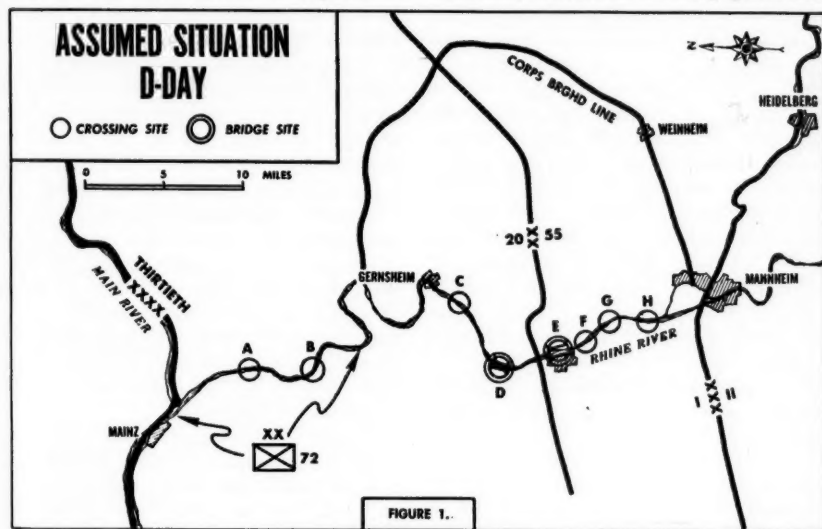 ASSUMED SITUATION
D-DAY
CROSSING SITE
BRIDGE SITE
0 5 10 MILES
N
CORPS BRGHD LINE
HEIDELBERG
WEINHEIM
THIRTIETH
XXXX
MAIN RIVER
GERNSHEIM
20 XX 55
MANNHEIM
A
B
C
D
E
F
G
H
RHINE RIVER
MAINZ
XX
72
I XXX II
FIGURE 1.